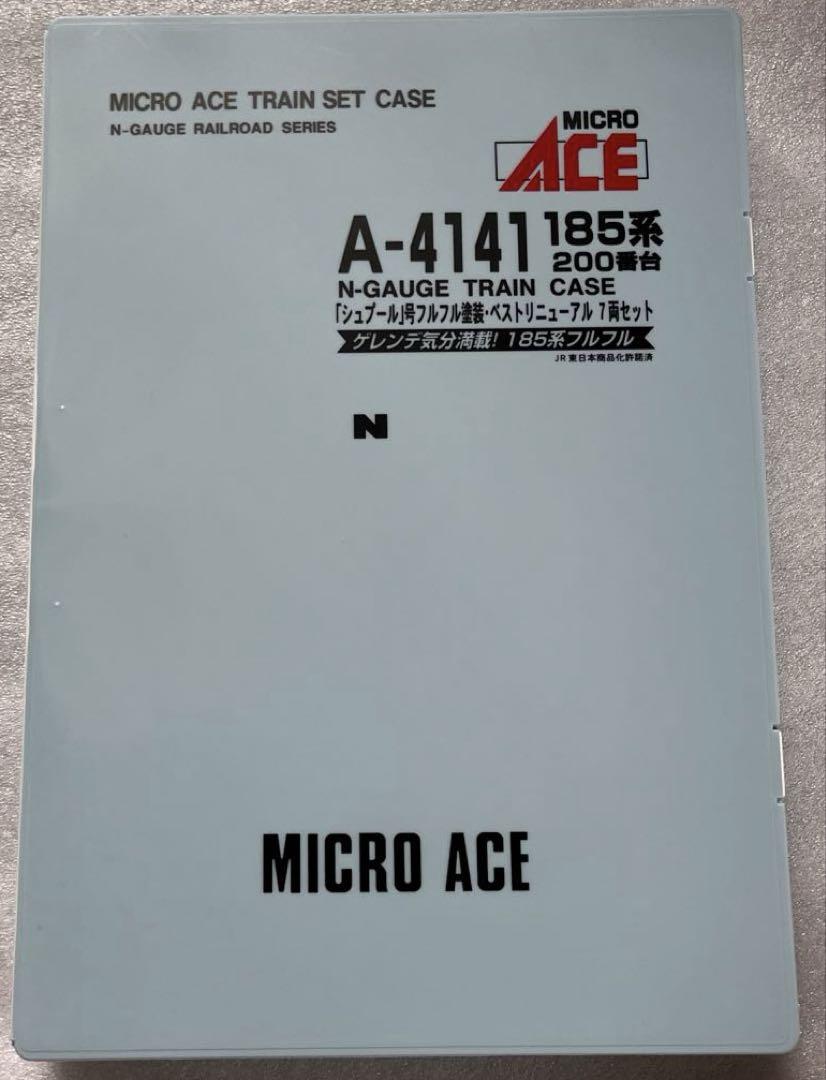 MICRO ACE TRAIN SET CASE
N-GAUGE RAILROAD SERIES
MICRO
ACE
A-4141 185系
200番台
N-GAUGE TRAIN CASE
「シュプール」号フルフル塗装・ベストリニューアル 7両セット
ゲレンデ気分満載! 185系フルフル
JR東日本商品化許諾済
N
MICRO ACE